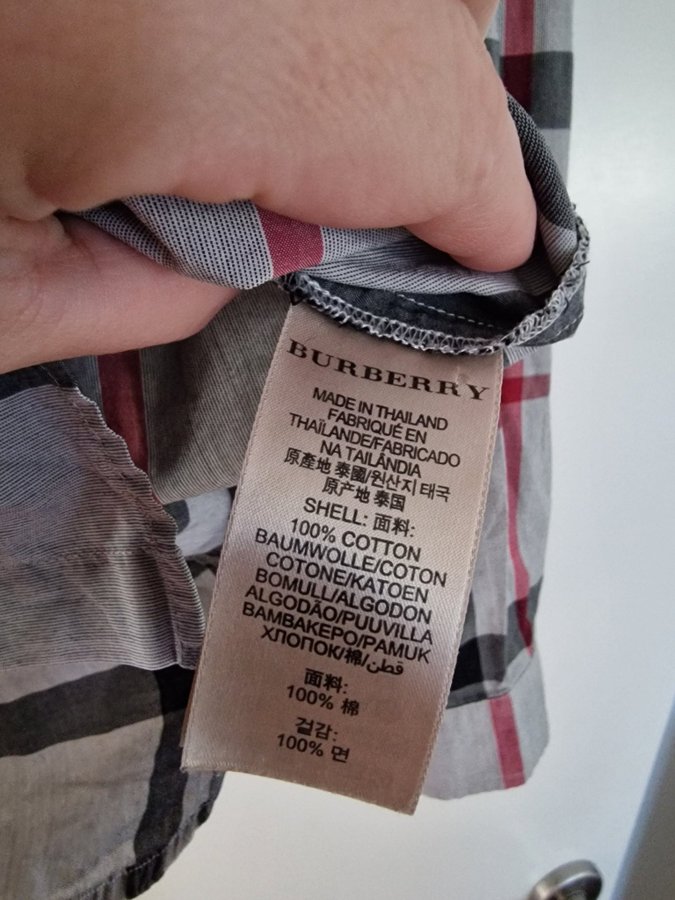 BURBERRY
MADE IN THAILAND
FABRIQUÉ EN
THAÏLANDE/FABRICADO
NA TAILÂNDIA
原產地 泰國/원산지 태국
原产地 泰国
SHELL: 面料:
100% COTTON
BAUMWOLLE/COTON
COTONE/KATOEN
BOMULL/ALGODON
ALGODÃO/PUUVILLA
ΒΑΜΒΑΚΕΡΟ/PAMUK
ХЛОПОК/棉/قطن
面料:
100% 棉
겉감:
100% 면